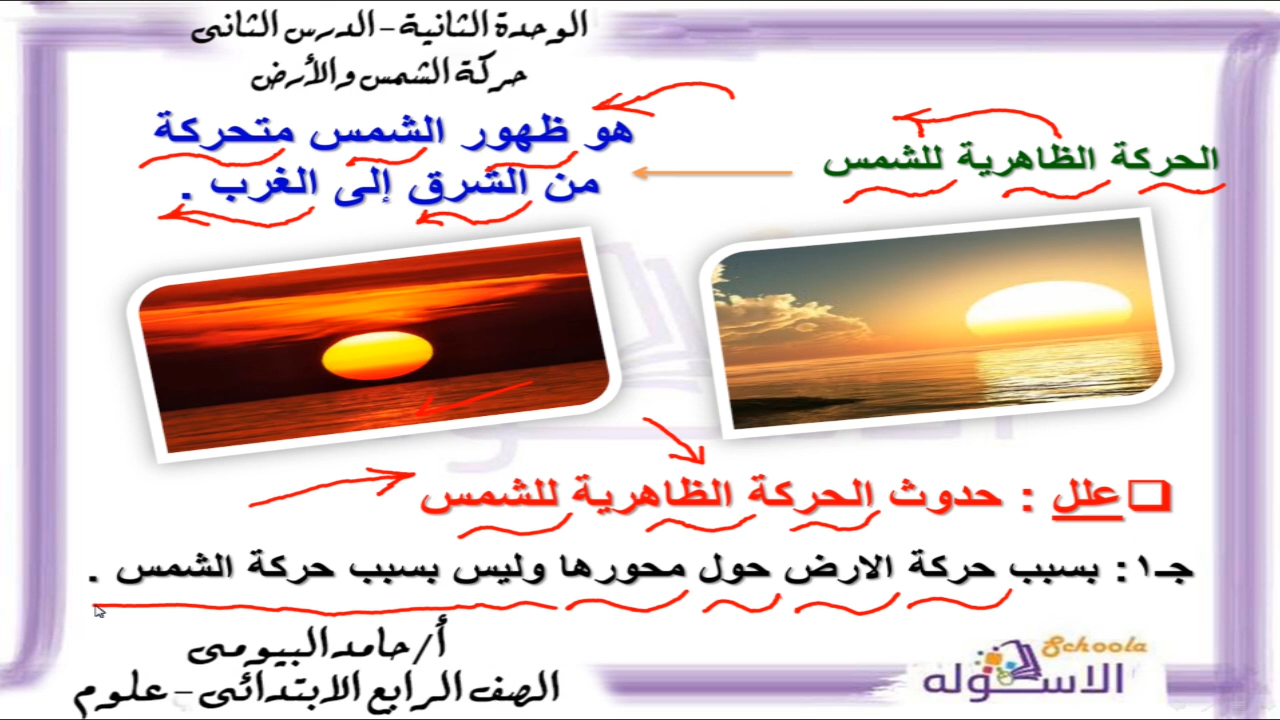 الوحدة الثانية - الدرس الثانى
حركة الشمس والأرض
الحركة الظاهرية للشمس
هو ظهور الشمس متحركة
من الشرق إلى الغرب .
علل : حدوث الحركة الظاهرية للشمس
جـ١ : بسبب حركة الارض حول محورها وليس بسبب حركة الشمس .
أ/حامد البيومى
الصف الرابع الابتدائى - علوم
Schoola
الاسكوله